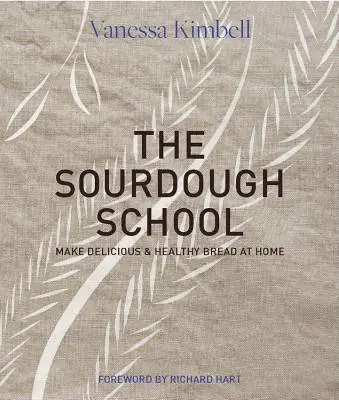 Vanessa Kimbell
THE
SOURDOUGH
SCHOOL
MAKE DELICIOUS & HEALTHY BREAD AT HOME
FOREWORD BY RICHARD HART